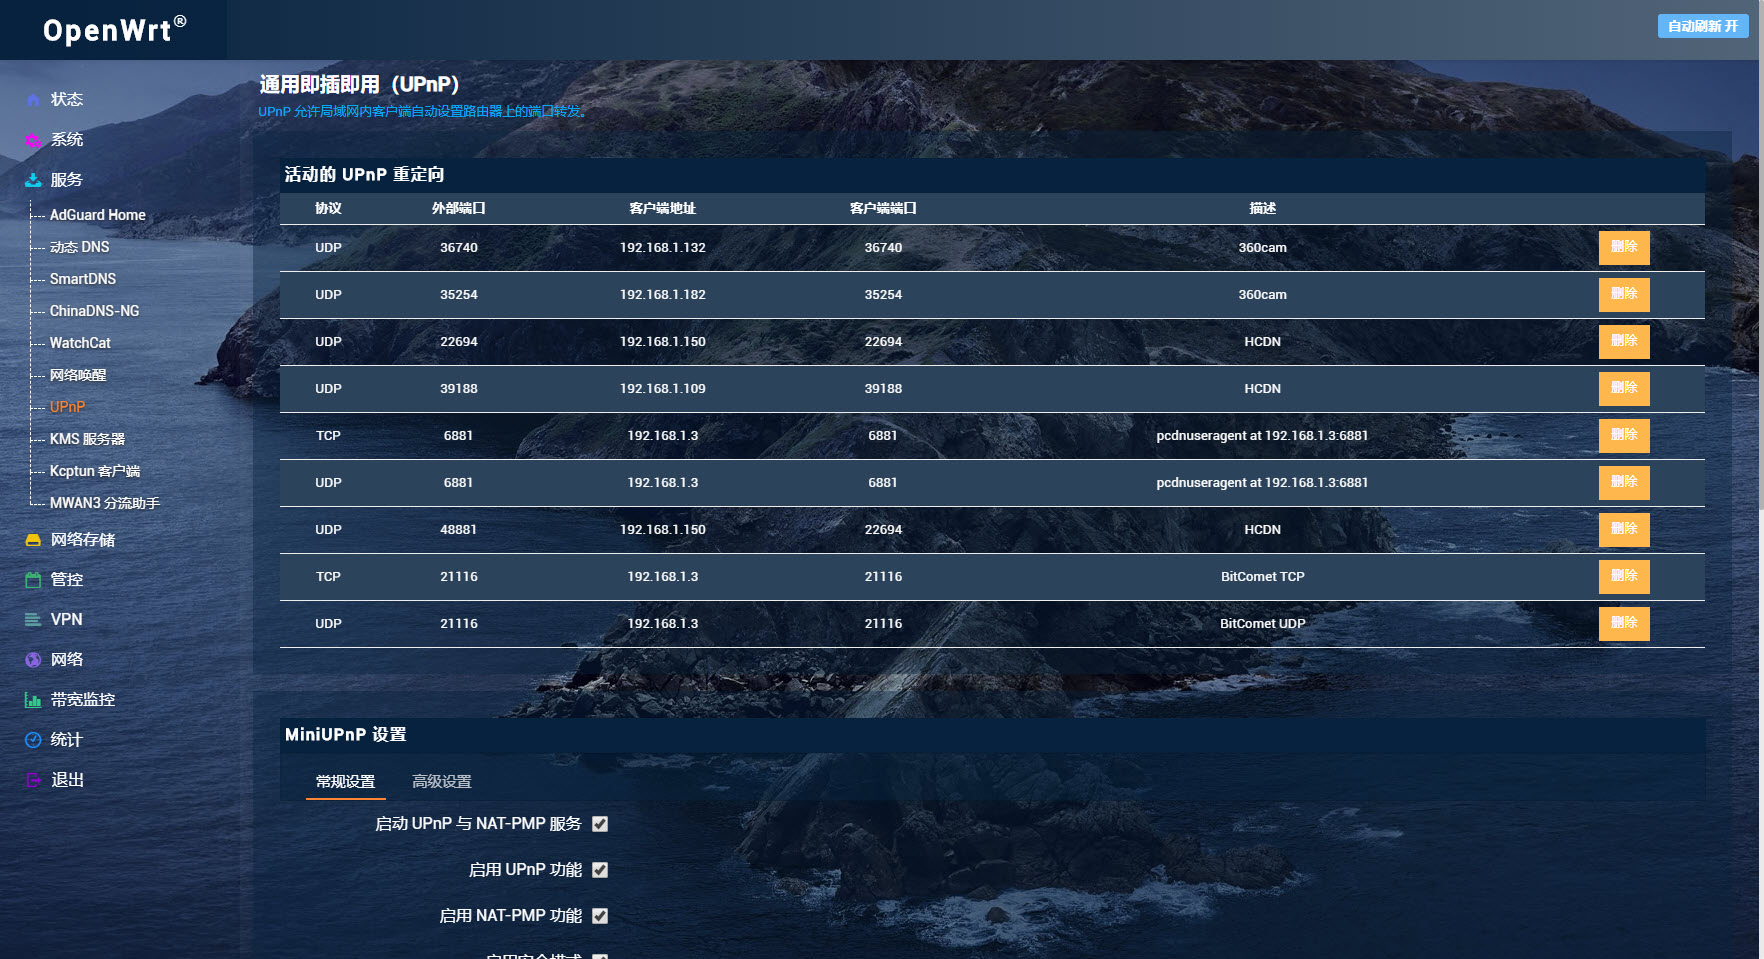 OpenWrt®
自动刷新 开
状态
系统
服务
AdGuard Home
动态 DNS
SmartDNS
ChinaDNS-NG
WatchCat
网络唤醒
UPnP
KMS 服务器
Kcptun 客户端
MWAN3 分流助手
网络存储
管控
VPN
网络
带宽监控
统计
退出
通用即插即用（UPnP）
UPnP 允许局域网内客户端自动设置路由器上的端口转发。
活动的 UPnP 重定向
协议 外部端口 客户端地址 客户端端口 描述
UDP 36740 192.168.1.132 36740 360cam 删除
UDP 35254 192.168.1.182 35254 360cam 删除
UDP 22694 192.168.1.150 22694 HCDN 删除
UDP 39188 192.168.1.109 39188 HCDN 删除
TCP 6881 192.168.1.3 6881 pcdnuseragent at 192.168.1.3:6881 删除
UDP 6881 192.168.1.3 6881 pcdnuseragent at 192.168.1.3:6881 删除
UDP 48881 192.168.1.150 22694 HCDN 删除
TCP 21116 192.168.1.3 21116 BitComet TCP 删除
UDP 21116 192.168.1.3 21116 BitComet UDP 删除
MiniUPnP 设置
常规设置 高级设置
启动 UPnP 与 NAT-PMP 服务
启用 UPnP 功能
启用 NAT-PMP 功能
启用安全模式